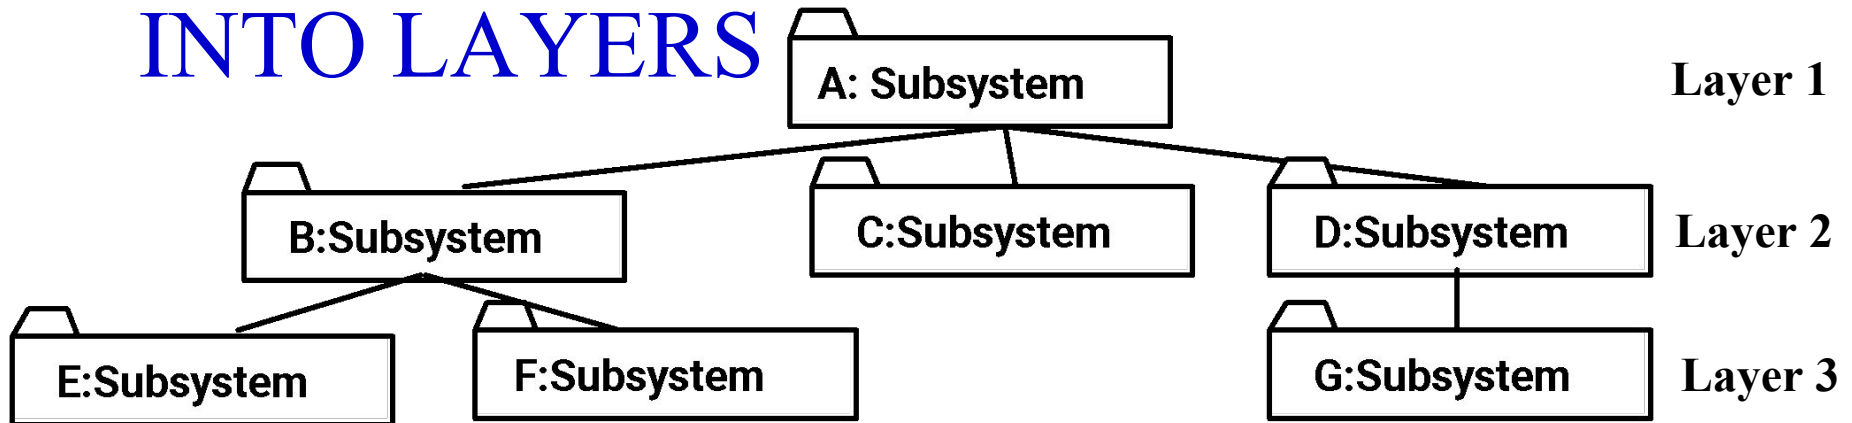 INTO LAYERS
A: Subsystem
Layer 1
B:Subsystem
C:Subsystem
D:Subsystem
Layer 2
E:Subsystem
F:Subsystem
G:Subsystem
Layer 3